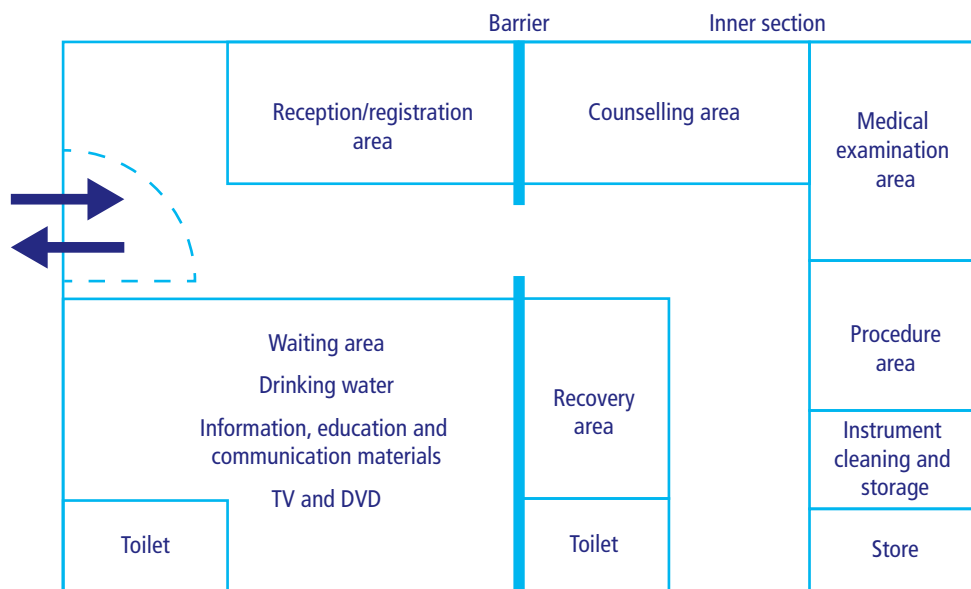 Barrier
Inner section
Reception/registration
area
Counselling area
Medical
examination
area
Waiting area
Drinking water
Information, education and
communication materials
TV and DVD
Recovery
area
Procedure
area
Instrument
cleaning and
storage
Toilet
Toilet
Store